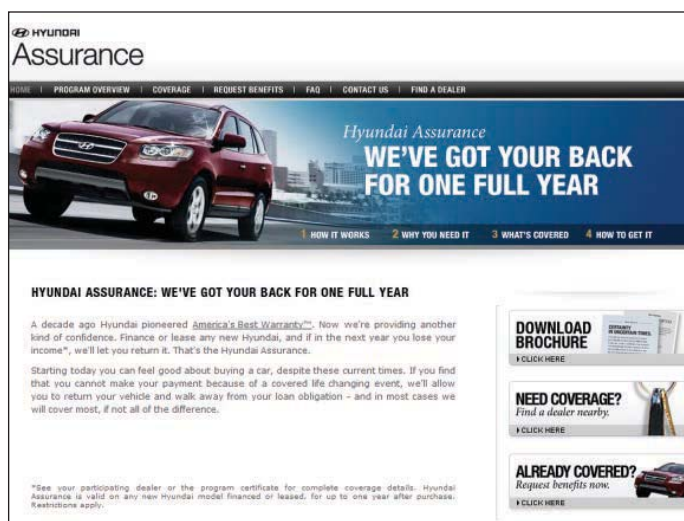 HYUNDAI
Assurance
HOME | PROGRAM OVERVIEW | COVERAGE | REQUEST BENEFITS | FAQ | CONTACT US | FIND A DEALER
Hyundai Assurance
WE'VE GOT YOUR BACK
FOR ONE FULL YEAR
1 HOW IT WORKS 2 WHY YOU NEED IT 3 WHAT'S COVERED 4 HOW TO GET IT
HYUNDAI ASSURANCE: WE'VE GOT YOUR BACK FOR ONE FULL YEAR
A decade ago Hyundai pioneered America's Best Warranty™. Now we're providing another
kind of confidence. Finance or lease any new Hyundai, and if in the next year you lose your
income*, we'll let you return it. That's the Hyundai Assurance.
Starting today you can feel good about buying a car, despite these current times. If you find
that you cannot make your payment because of a covered life changing event, we'll allow
you to return your vehicle and walk away from your loan obligation – and in most cases we
will cover most, if not all of the difference.
*See your participating dealer or the program certificate for complete coverage details. Hyundai
Assurance is valid on any new Hyundai model financed or leased, for up to one year after purchase.
Restrictions apply.
DOWNLOAD
BROCHURE
CERTAINTY
IN UNCERTAIN TIMES.
CLICK HERE
NEED COVERAGE?
Find a dealer nearby.
CLICK HERE
ALREADY COVERED?
Request benefits now.
CLICK HERE